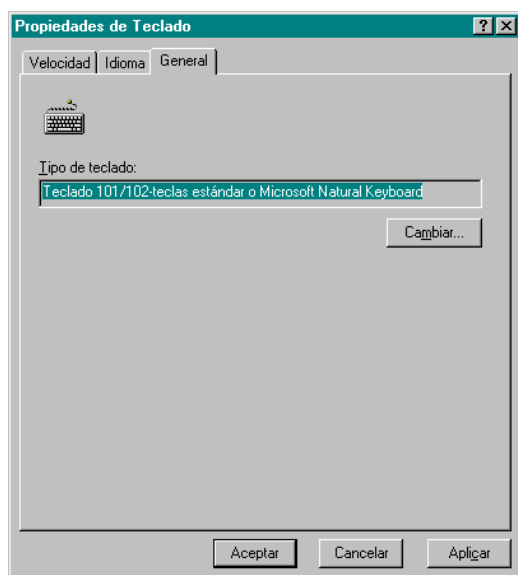 Propiedades de Teclado
Velocidad Idioma General
Tipo de teclado:
Teclado 101/102-teclas estándar o Microsoft Natural Keyboard
Cambiar...
Aceptar Cancelar Aplicar